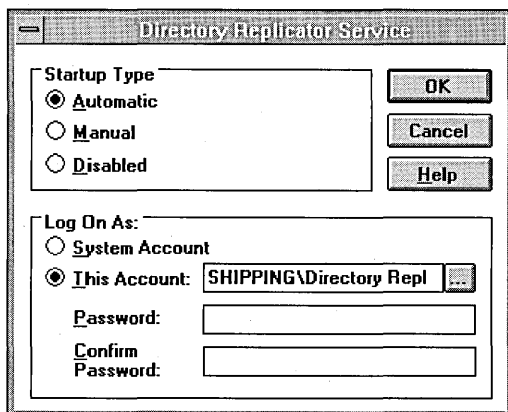 Directory Replicator Service
Startup Type
Automatic
Manual
Disabled
OK
Cancel
Help
Log On As:
System Account
This Account: SHIPPING\Directory Repl ...
Password:
Confirm
Password: